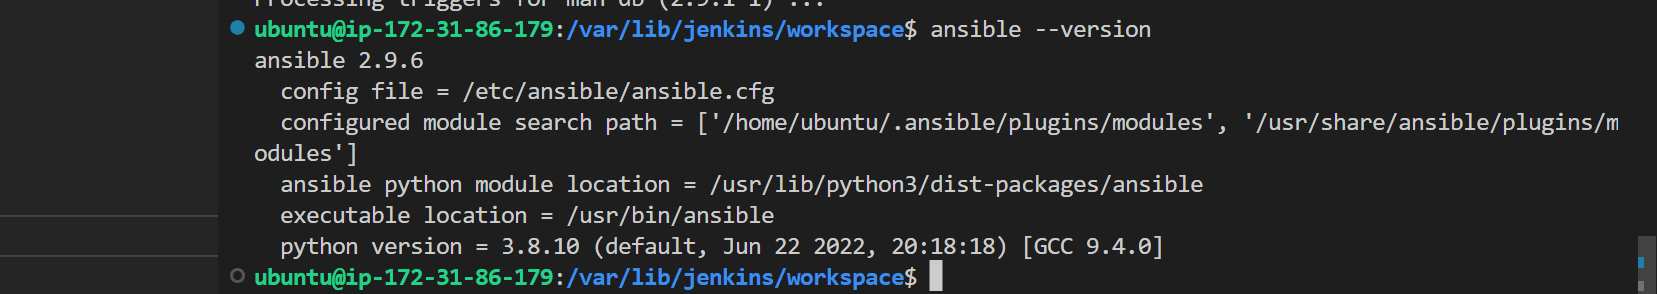 Processing triggers for man-db (2.9.1-1) ...
ubuntu@ip-172-31-86-179:/var/lib/jenkins/workspace$ ansible --version
ansible 2.9.6
  config file = /etc/ansible/ansible.cfg
  configured module search path = ['/home/ubuntu/.ansible/plugins/modules', '/usr/share/ansible/plugins/m
odules']
  ansible python module location = /usr/lib/python3/dist-packages/ansible
  executable location = /usr/bin/ansible
  python version = 3.8.10 (default, Jun 22 2022, 20:18:18) [GCC 9.4.0]
ubuntu@ip-172-31-86-179:/var/lib/jenkins/workspace$